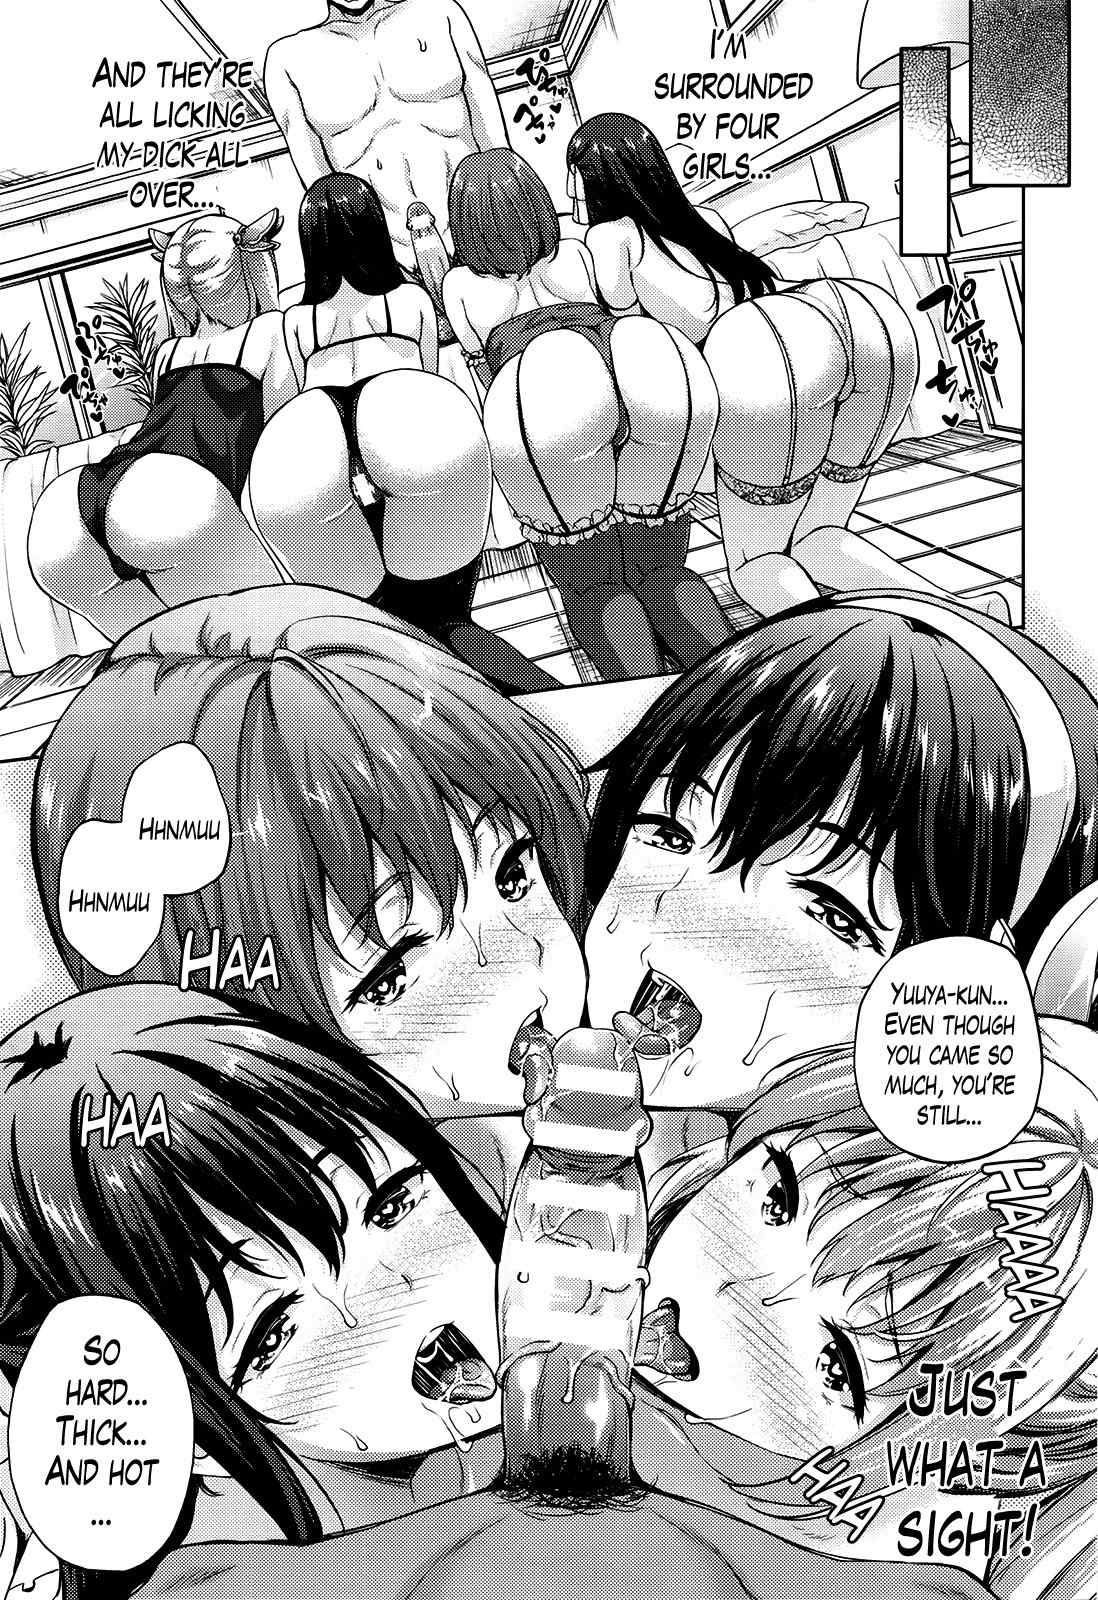 I'M
SURROUNDED
BY FOUR
GIRLS...
AND THEY'RE
ALL LICKING
MY DICK ALL
OVER...
HHNMUU
HHNMUU
HAA
YUUYA-KUN...
EVEN THOUGH
YOU CAME SO
MUCH, YOU'RE
STILL...
HAA
HAAAA
SO
HARD...
THICK...
AND HOT
...
HAA
JUST
WHAT A
SIGHT!